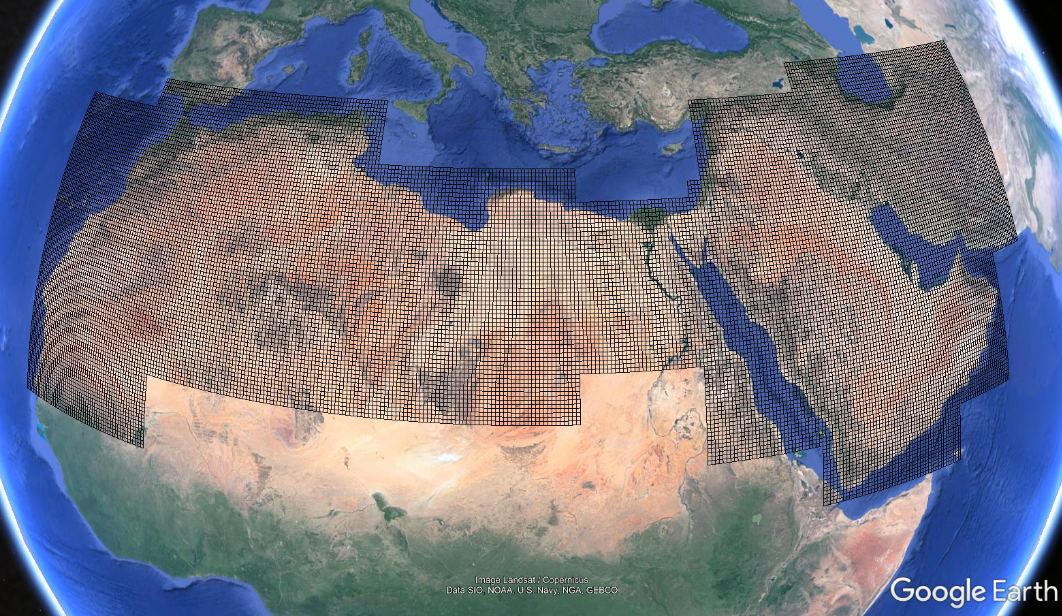 Image Landsat / Copernicus
Data SIO, NOAA, U.S. Navy, NGA, GEBCO
Google Earth